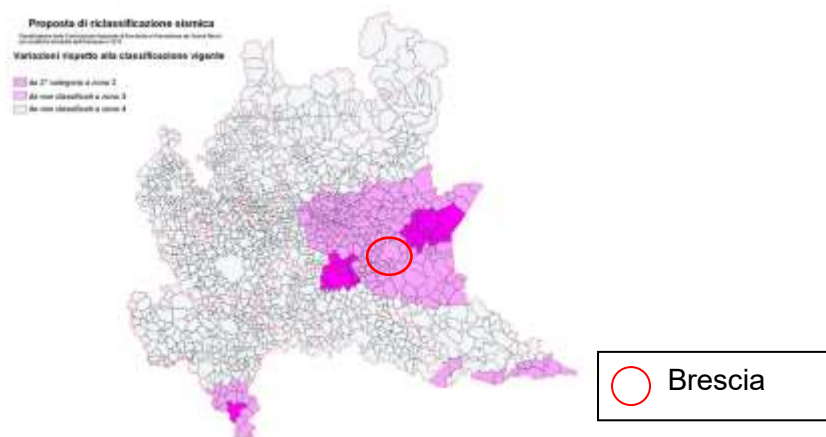 Proposta di riclassificazione sismica
Variazioni rispetto alla classificazione vigente
da 2ª categoria a zona 2
da non classificati a zona 3
da non classificati a zona 4
Brescia